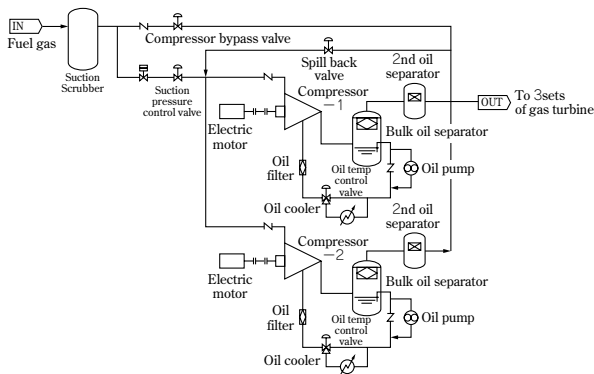 IN
Fuel gas
Suction
Scrubber
Compressor bypass valve
Suction
pressure
control valve
Spill back
valve
2nd oil
separator
OUT
To 3sets
of gas turbine
Compressor
-1
Electric
motor
Bulk oil separator
Oil
filter
Oil temp
control
valve
Oil pump
Oil cooler
2nd oil
separator
Compressor
-2
Electric
motor
Bulk oil separator
Oil
filter
Oil temp
control
valve
Oil pump
Oil cooler